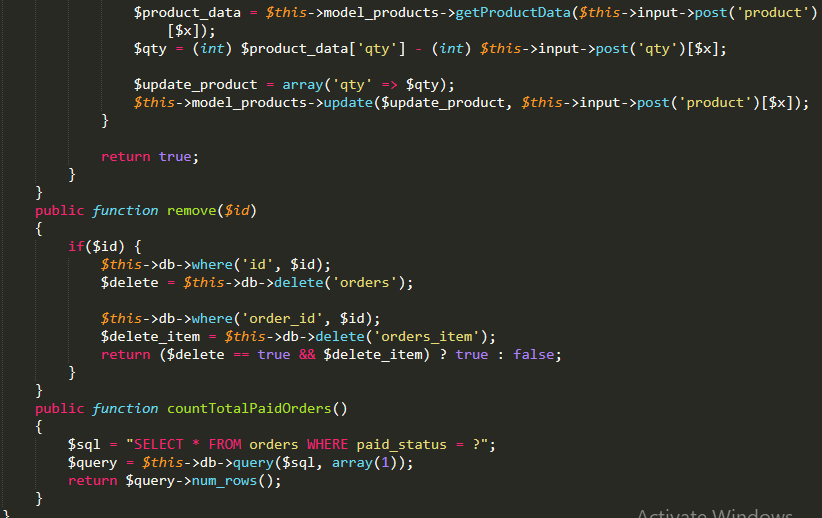 $product_data = $this->model_products->getProductData($this->input->post('product')
[$x]);
$qty = (int) $product_data['qty'] - (int) $this->input->post('qty')[$x];
$update_product = array('qty' => $qty);
$this->model_products->update($update_product, $this->input->post('product')[$x]);
}
return true;
}
}
public function remove($id)
{
if($id) {
$this->db->where('id', $id);
$delete = $this->db->delete('orders');
$this->db->where('order_id', $id);
$delete_item = $this->db->delete('orders_item');
return ($delete == true && $delete_item) ? true : false;
}
}
public function countTotalPaidOrders()
{
$sql = "SELECT * FROM orders WHERE paid_status = ?";
$query = $this->db->query($sql, array(1));
return $query->num_rows();
}
}
Activate Windows